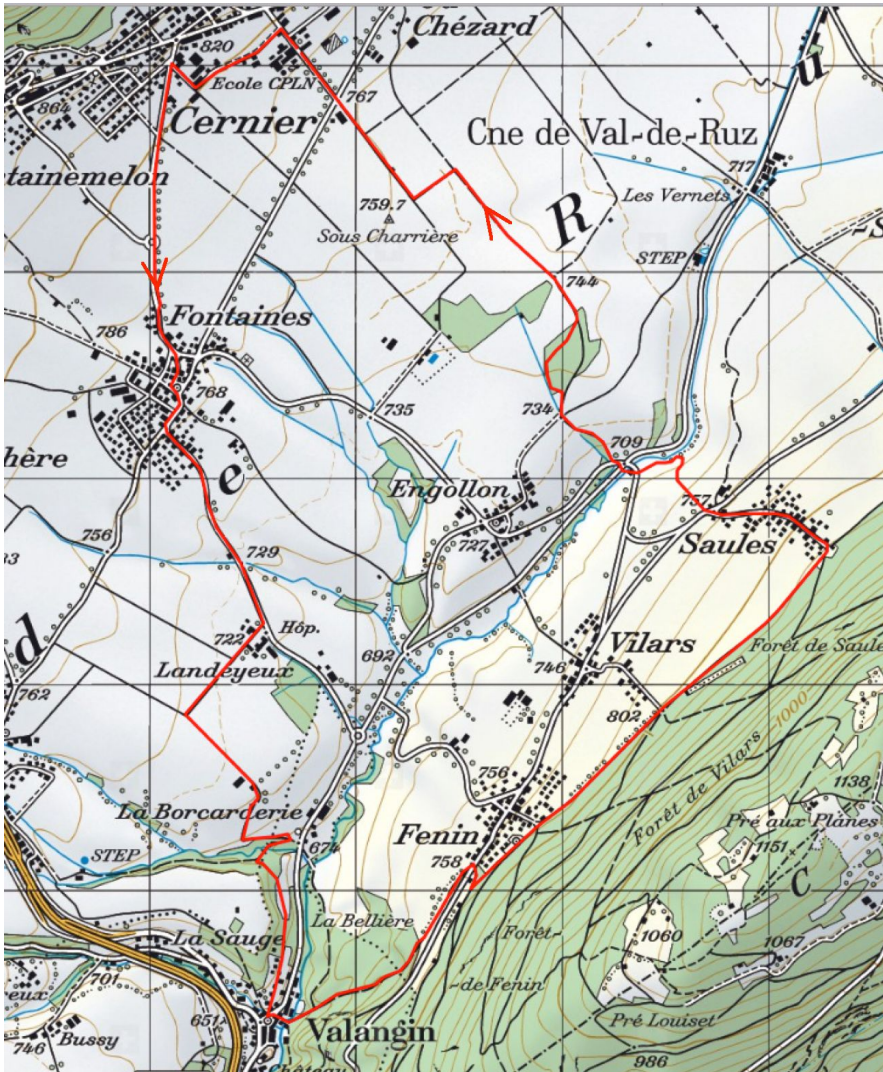 Chézard
820
Ecole CPLN
767
864
Cernier
Cne de Val-de-Ruz
u
tainemelon
717
Les Vernets
759.7
Sous Charrière
R
STEP
744
Fontaines
786
768
735
734
709
hère
e
Engollon
757
756
727
Saules
729
722
Hôp.
d
Landeyeux
692
Vilars
746
Forêt de Saule
762
802
1000
756
Forêt de Vilars
1138
La Borcarderie
Fenin
Pré aux Planes
674
1151
STEP
758
C
La Bellière
La Sauge
Forêt
1060
1067
701
de Fenin
eux
651
Pré Louiset
Valangin
746
Bussy
986
Château